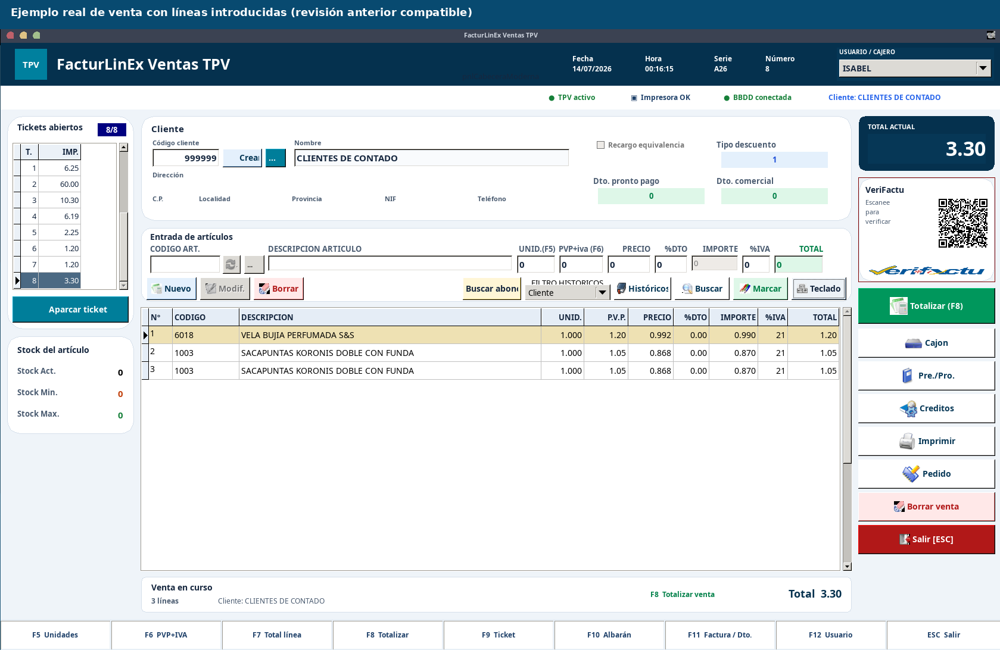 Ejemplo real de venta con líneas introducidas (revisión anterior compatible)
FacturLinEx Ventas TPV
TPV FacturLinEx Ventas TPV
Fecha Hora Serie Número
14/07/2026 00:16:15 A26 8
USUARIO / CAJERO
ISABEL
TPV activo Impresora OK BBDD conectada Cliente: CLIENTES DE CONTADO
Tickets abiertos 8/8
T. IMP.
1 6.25
2 60.00
3 10.30
4 6.19
5 2.25
6 1.20
7 1.20
8 3.30
Aparcar ticket
Stock del artículo
Stock Act. 0
Stock Min. 0
Stock Max. 0
Cliente
Código cliente Nombre
999999 Crear ... CLIENTES DE CONTADO
Dirección
C.P. Localidad Provincia NIF Teléfono
Recargo equivalencia Tipo descuento
1
Dto. pronto pago Dto. comercial
0 0
Entrada de artículos
CODIGO ART. DESCRIPCION ARTICULO UNID.(F5) PVP+iva (F6) PRECIO %DTO IMPORTE %IVA TOTAL
... 0 0 0 0 0 0 0
Nuevo Modif. Borrar Buscar abon FILTRO HISTORICOS Cliente Históricos Buscar Marcar Teclado
Nº CODIGO DESCRIPCION UNID. P.V.P. PRECIO %DTO IMPORTE %IVA TOTAL
1 6018 VELA BUJIA PERFUMADA S&S 1.000 1.20 0.992 0.00 0.990 21 1.20
2 1003 SACAPUNTAS KORONIS DOBLE CON FUNDA 1.000 1.05 0.868 0.00 0.870 21 1.05
3 1003 SACAPUNTAS KORONIS DOBLE CON FUNDA 1.000 1.05 0.868 0.00 0.870 21 1.05
Venta en curso
3 líneas Cliente: CLIENTES DE CONTADO
F8 Totalizar venta
Total 3.30
TOTAL ACTUAL
3.30
VeriFactu
Escanee
para
verificar
Verifactu
Totalizar (F8)
Cajon
Pre./Pro.
Creditos
Imprimir
Pedido
Borrar venta
Salir [ESC]
F5 Unidades F6 PVP+IVA F7 Total línea F8 Totalizar F9 Ticket F10 Albarán F11 Factura / Dto. F12 Usuario ESC Salir